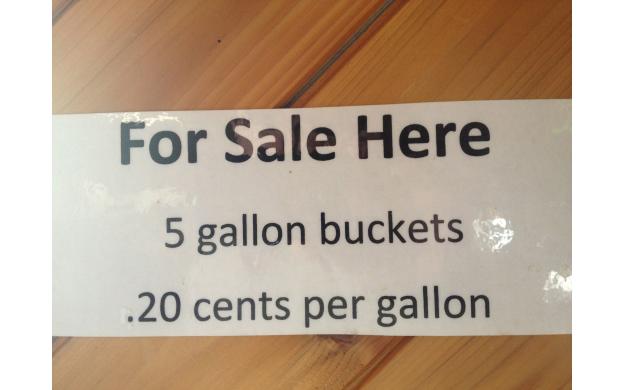 For Sale Here
5 gallon buckets
.20 cents per gallon